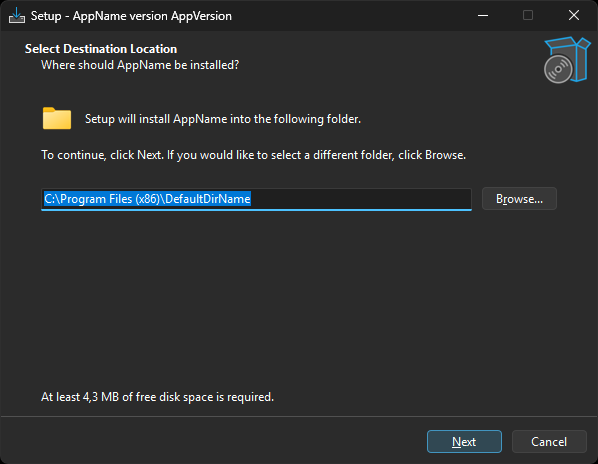 Setup - AppName version AppVersion
Select Destination Location
Where should AppName be installed?
Setup will install AppName into the following folder.
To continue, click Next. If you would like to select a different folder, click Browse.
C:\Program Files (x86)\DefaultDirName
Browse...
At least 4,3 MB of free disk space is required.
Next
Cancel